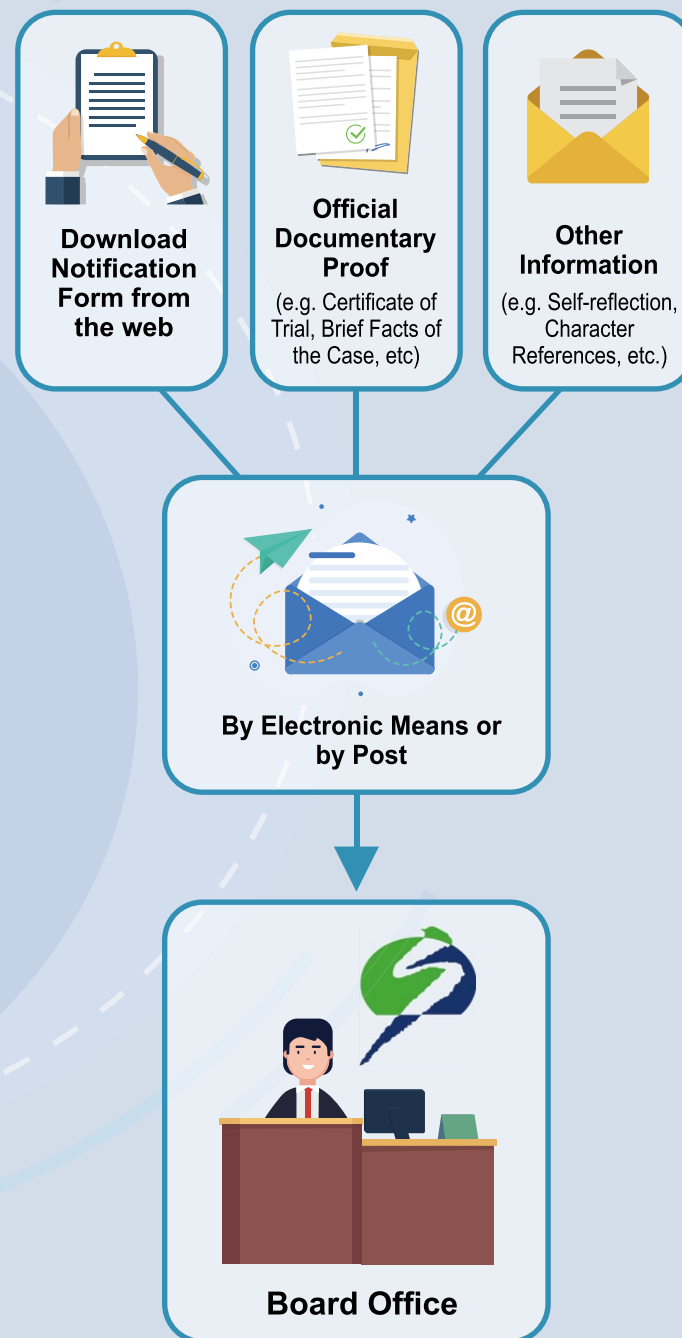 Download
Notification
Form from
the web
Official
Documentary
Proof
(e.g. Certificate of
Trial, Brief Facts of
the Case, etc)
Other
Information
(e.g. Self-reflection,
Character
References, etc.)
@
By Electronic Means or
by Post
Board Office